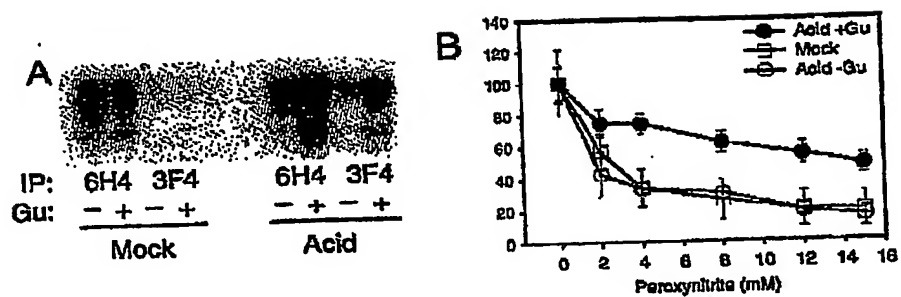 A
IP: 6H4 3F4 6H4 3F4
Gu: − + − + − + − +
Mock Acid
B
140
120
100
80
60
40
20
0
0 2 4 6 8 10 12 14 16
Peroxynitrite (mM)
Acid +Gu
Mock
Acid -Gu